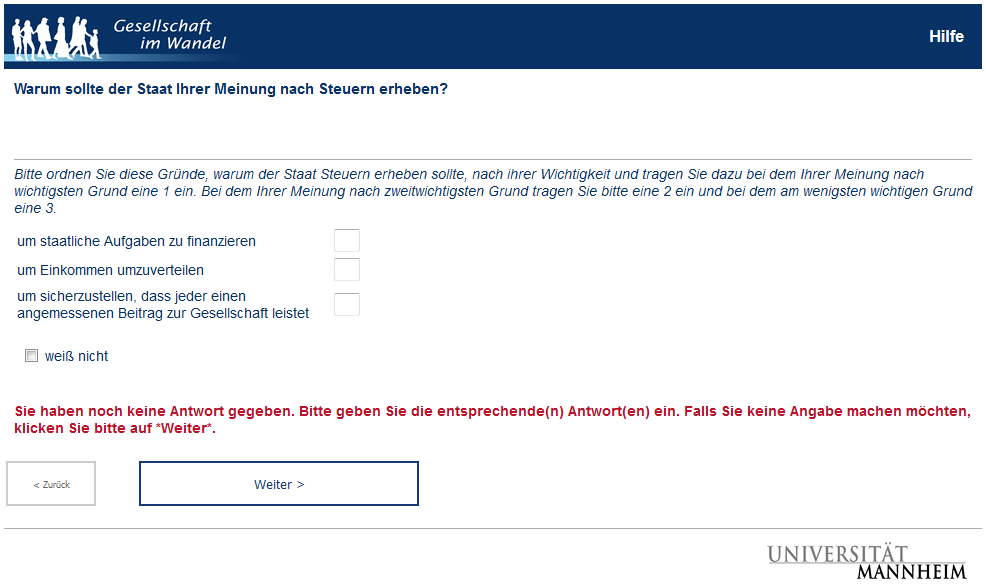 Gesellschaft
im Wandel
Hilfe
Warum sollte der Staat Ihrer Meinung nach Steuern erheben?
Bitte ordnen Sie diese Gründe, warum der Staat Steuern erheben sollte, nach ihrer Wichtigkeit und tragen Sie dazu bei dem Ihrer Meinung nach
wichtigsten Grund eine 1 ein. Bei dem Ihrer Meinung nach zweitwichtigsten Grund tragen Sie bitte eine 2 ein und bei dem am wenigsten wichtigen Grund
eine 3.
um staatliche Aufgaben zu finanzieren
um Einkommen umzuverteilen
um sicherzustellen, dass jeder einen
angemessenen Beitrag zur Gesellschaft leistet
weiß nicht
Sie haben noch keine Antwort gegeben. Bitte geben Sie die entsprechende(n) Antwort(en) ein. Falls Sie keine Angabe machen möchten,
klicken Sie bitte auf *Weiter*.
< Zurück
Weiter >
UNIVERSITÄT
MANNHEIM